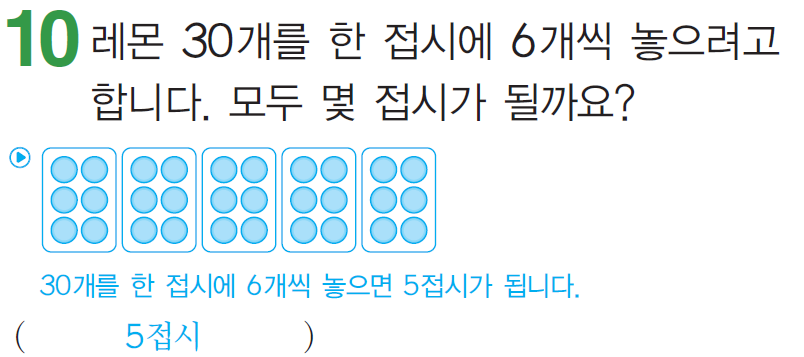 10 레몬 30개를 한 접시에 6개씩 놓으려고
합니다. 모두 몇 접시가 될까요?
30개를 한 접시에 6개씩 놓으면 5접시가 됩니다.
( 5접시 )